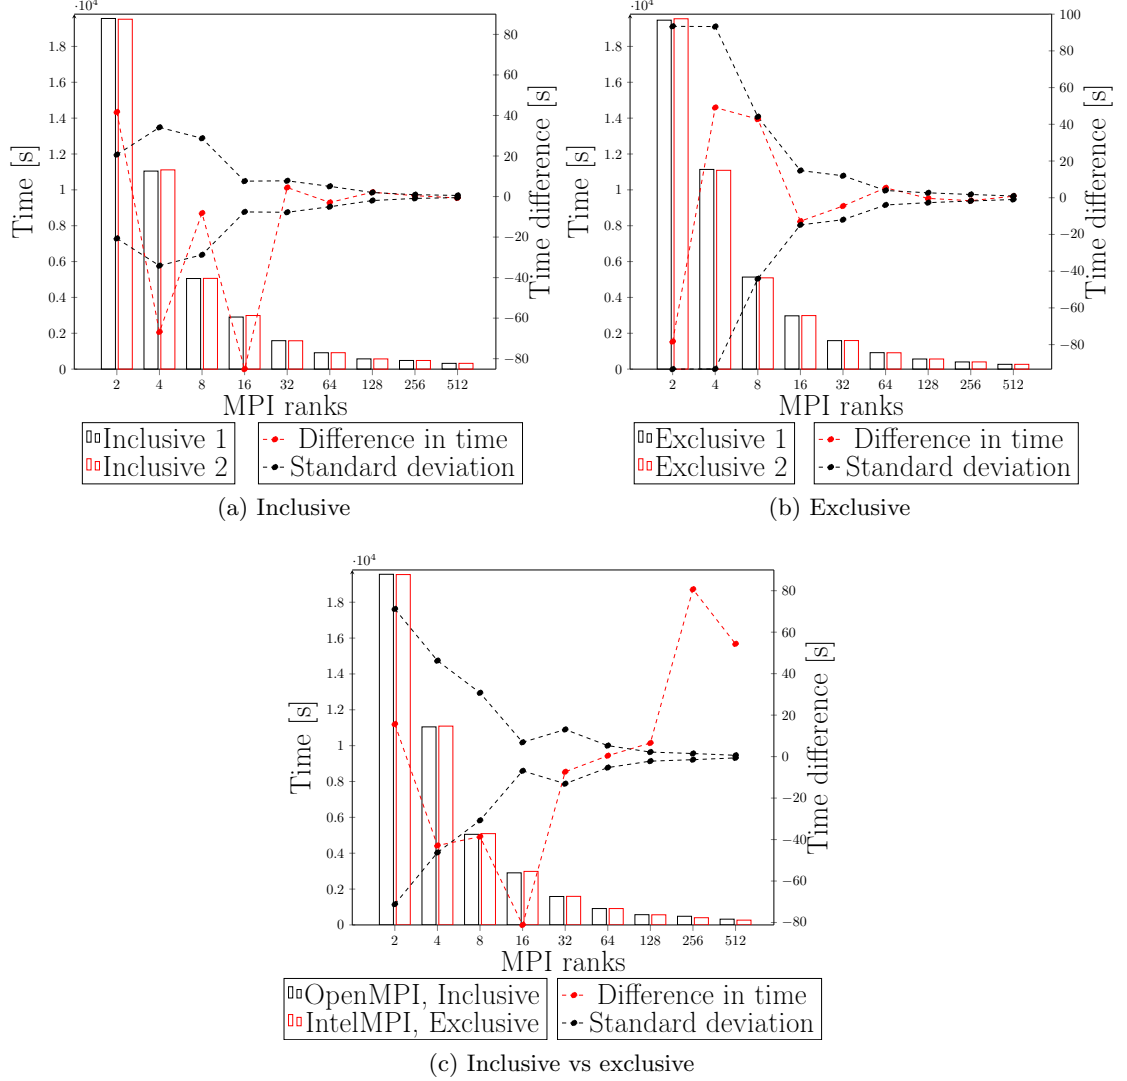 ·10⁴
1.8
1.6
1.4
1.2
1
0.8
0.6
0.4
0.2
0
Time [s]
80
60
40
20
0
−20
−40
−60
−80
Time difference [s]
2 4 8 16 32 64 128 256 512
MPI ranks
Inclusive 1
Inclusive 2
Difference in time
Standard deviation
(a) Inclusive
·10⁴
1.8
1.6
1.4
1.2
1
0.8
0.6
0.4
0.2
0
Time [s]
100
80
60
40
20
0
−20
−40
−60
−80
Time difference [s]
2 4 8 16 32 64 128 256 512
MPI ranks
Exclusive 1
Exclusive 2
Difference in time
Standard deviation
(b) Exclusive
·10⁴
1.8
1.6
1.4
1.2
1
0.8
0.6
0.4
0.2
0
Time [s]
80
60
40
20
0
−20
−40
−60
−80
Time difference [s]
2 4 8 16 32 64 128 256 512
MPI ranks
OpenMPI, Inclusive
IntelMPI, Exclusive
Difference in time
Standard deviation
(c) Inclusive vs exclusive